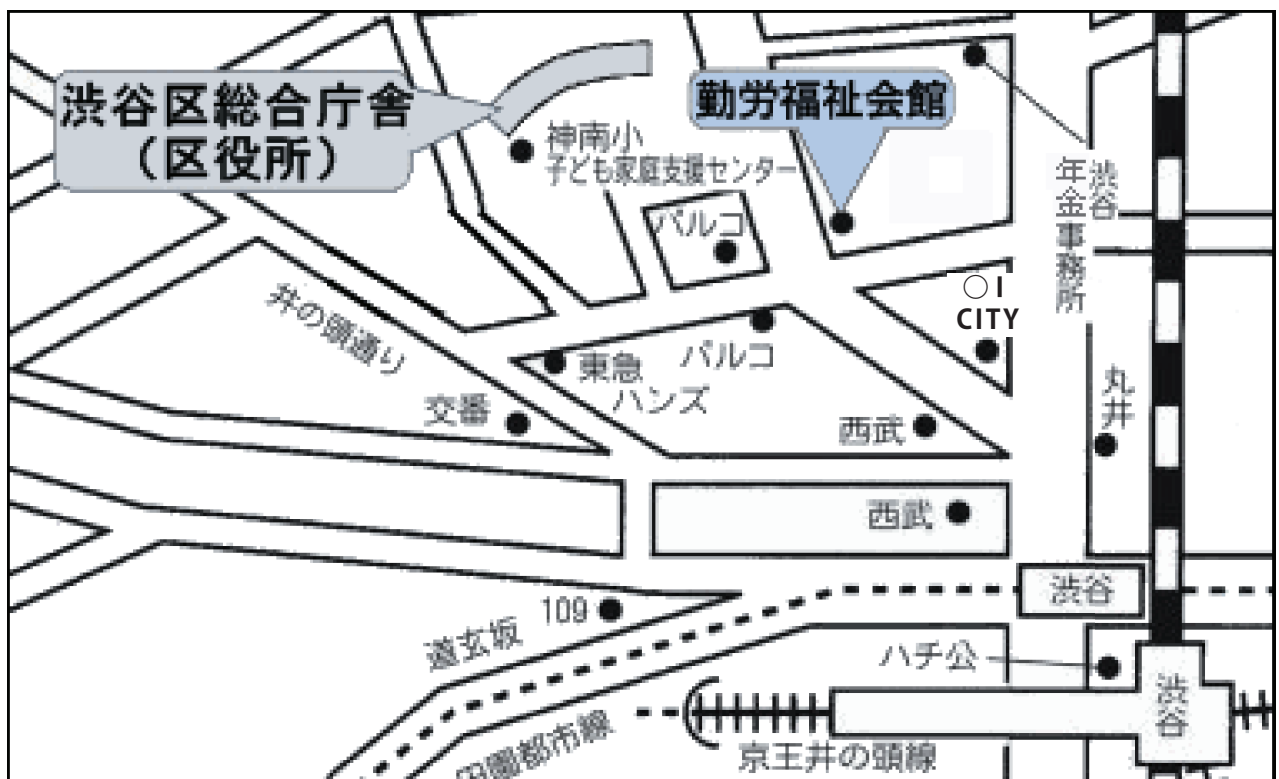 渋谷区総合庁舎
（区役所）
勤労福祉会館
神南小
子ども家庭支援センター
パルコ
渋谷
年金事務所
○I
CITY
井の頭通り
東急
ハンズ
パルコ
丸井
交番
西武
西武
渋谷
109
道玄坂
ハチ公
渋谷
田園都市線
京王井の頭線